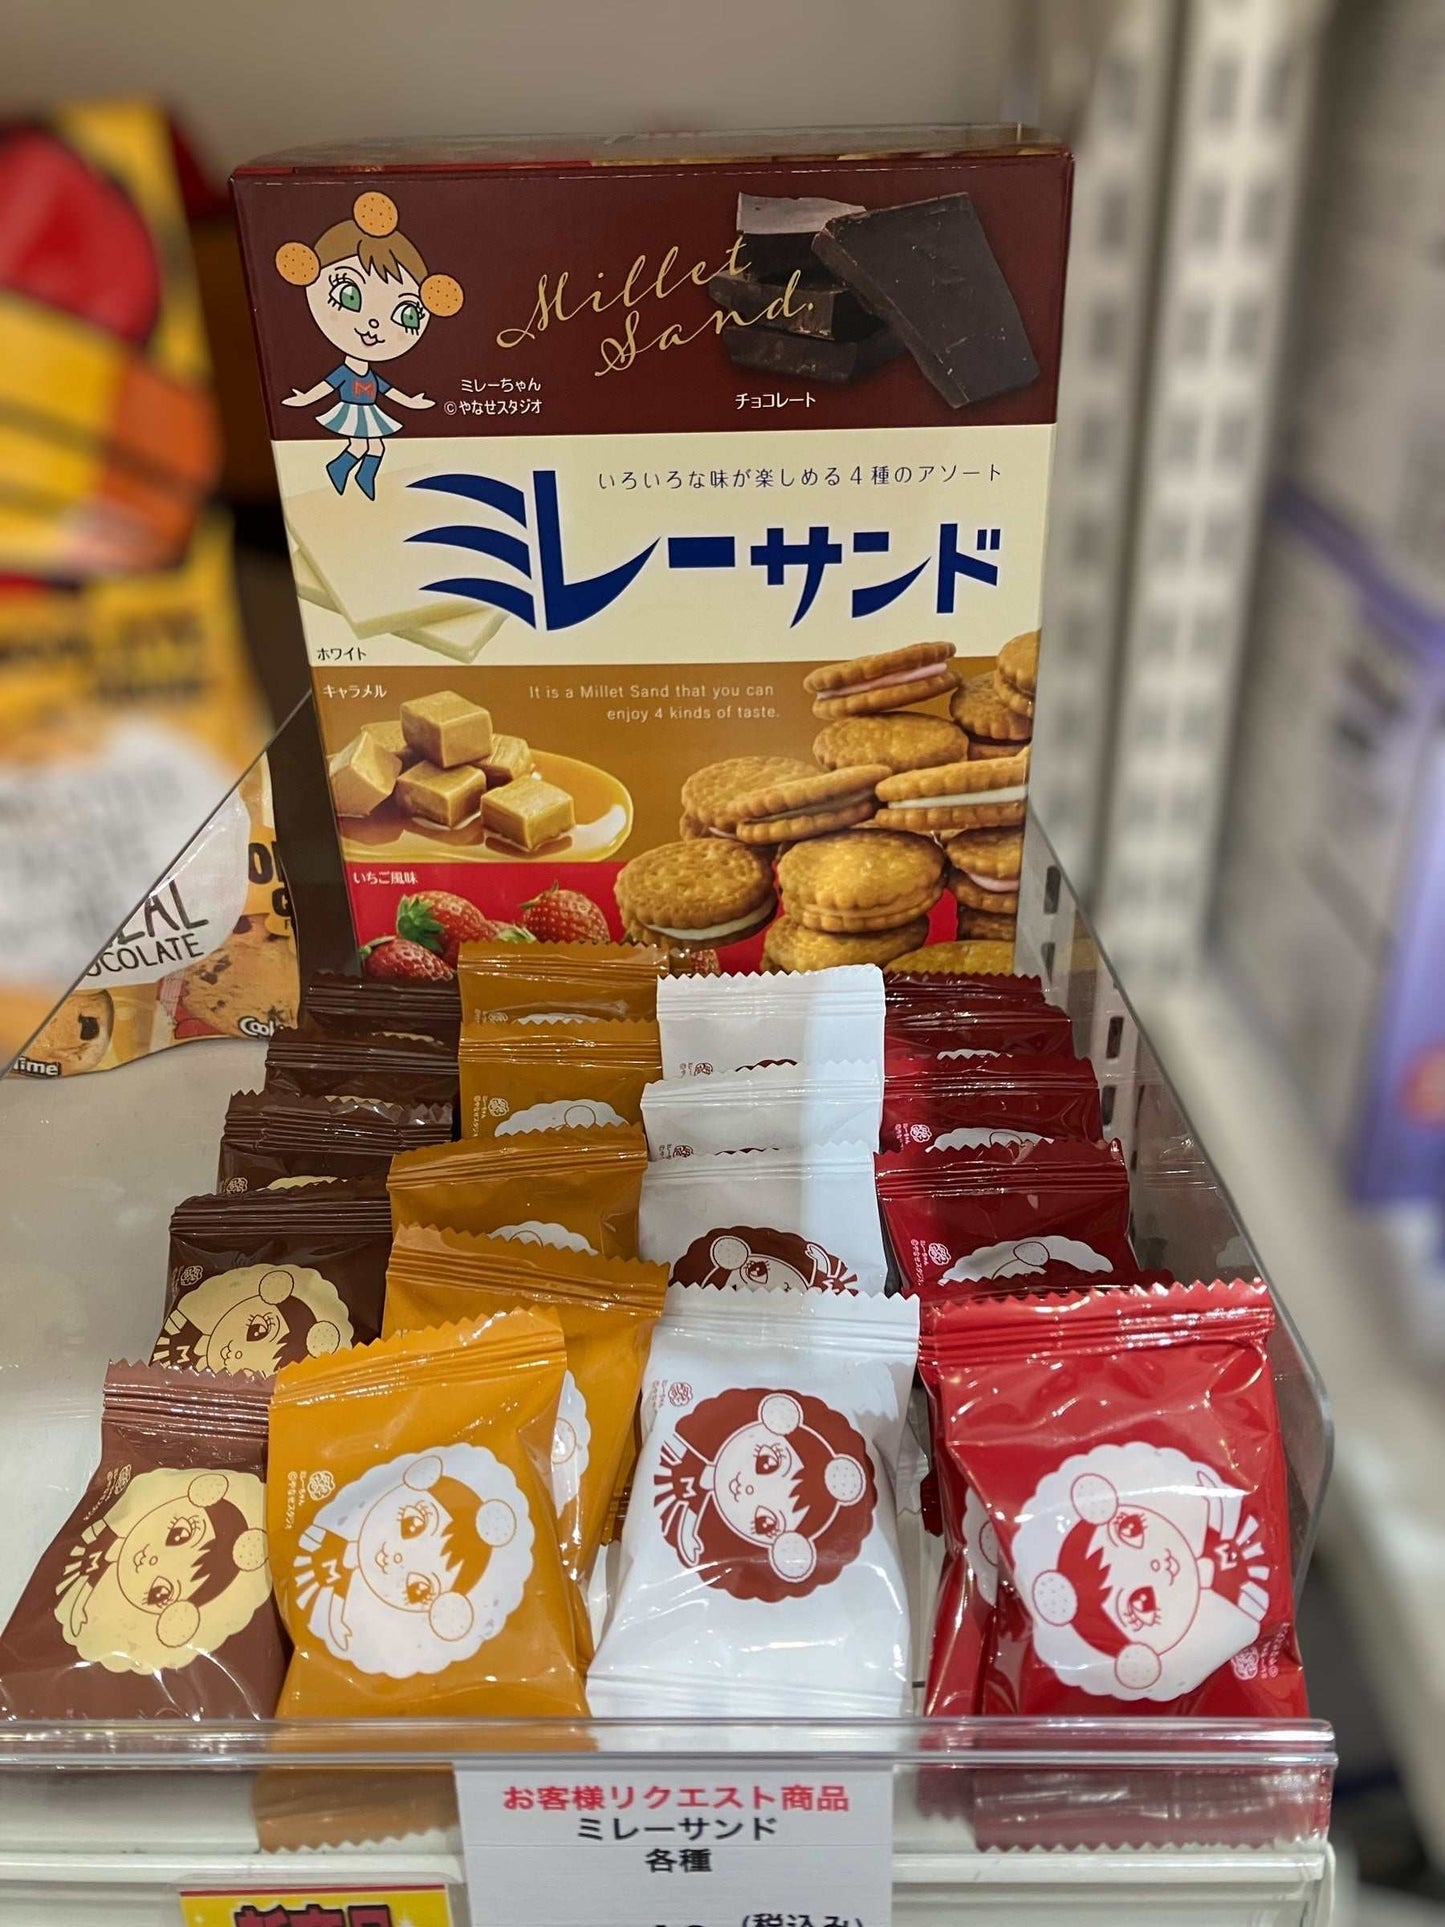 Millet
Sand.
ミレーちゃん
©やなせスタジオ
チョコレート
いろいろな味が楽しめる4種のアソート
ミレーサンド
ホワイト
キャラメル
It is a Millet Sand that you can
enjoy 4 kinds of taste.
いちご風味
お客様リクエスト商品
ミレーサンド
各種
(税込み)